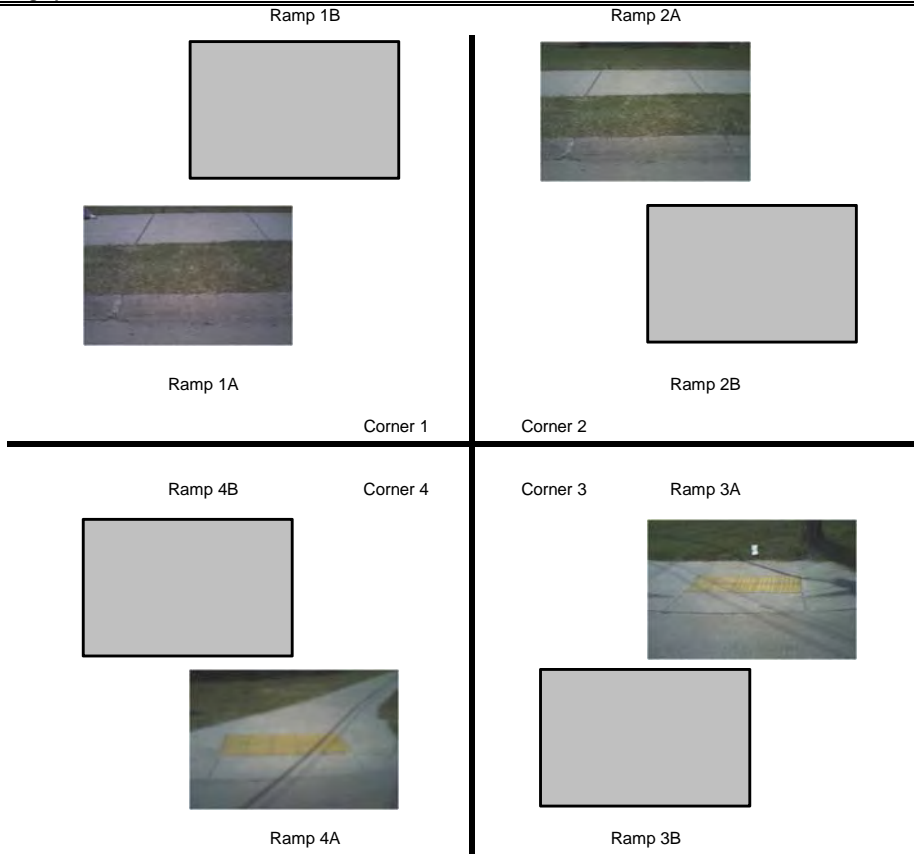 Ramp 1B Ramp 2A
Ramp 1A Ramp 2B
Corner 1 Corner 2
Ramp 4B Corner 4 Corner 3 Ramp 3A
Ramp 4A Ramp 3B